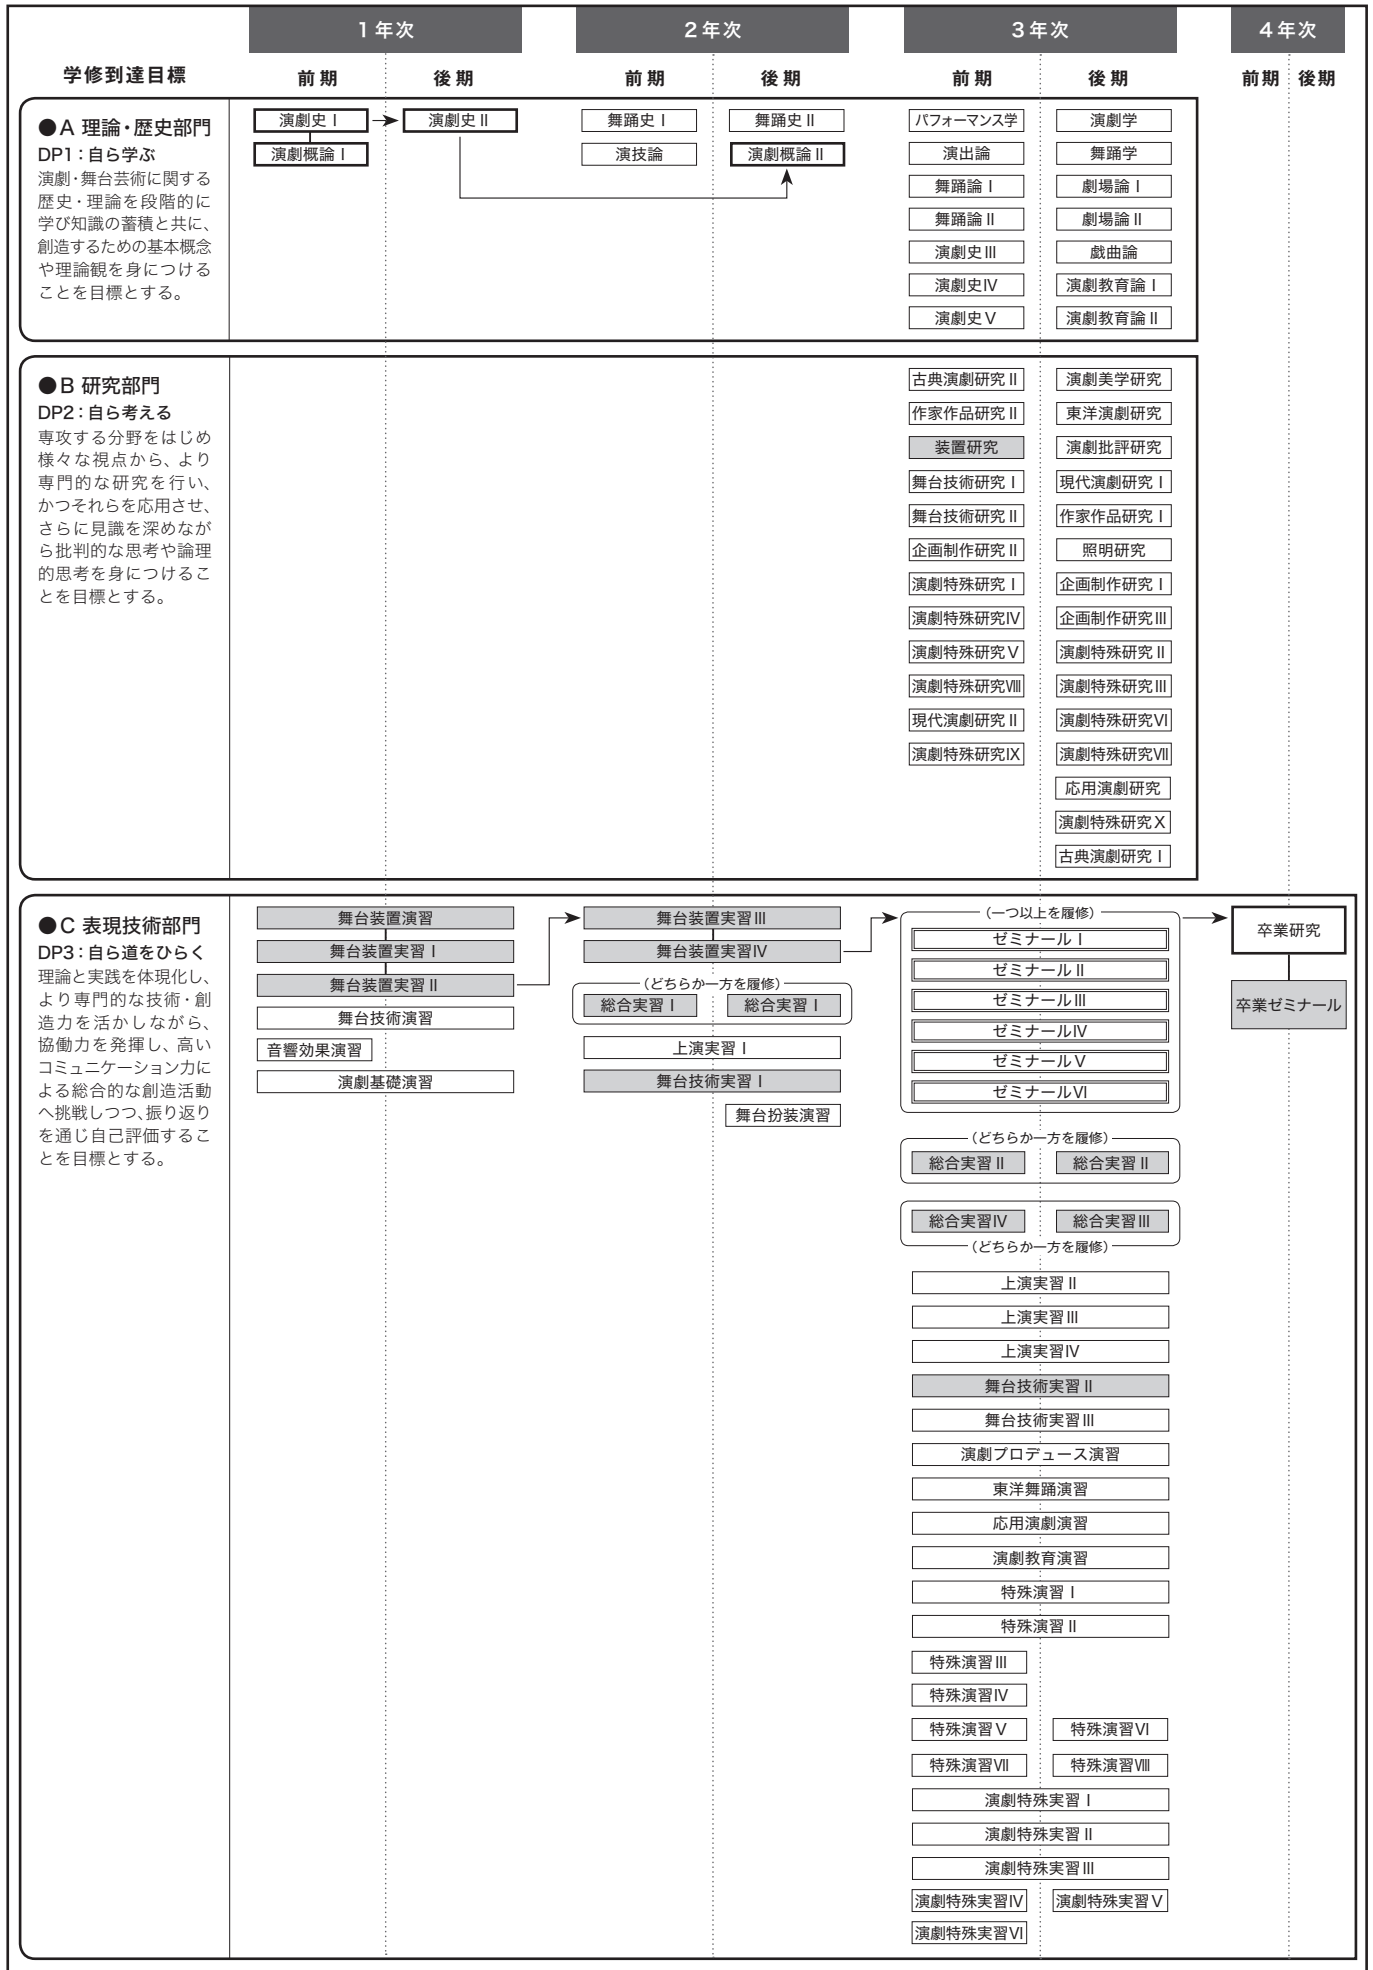 1年次
2年次
3年次
4年次
学修到達目標
前期
後期
前期
後期
前期
後期
前期
後期
●A 理論・歴史部門
DP1：自ら学ぶ
演劇・舞台芸術に関する
歴史・理論を段階的に
学び知識の蓄積と共に、
創造するための基本概念
や理論観を身につける
ことを目標とする。
演劇史Ⅰ
演劇概論Ⅰ
演劇史Ⅱ
舞踊史Ⅰ
演技論
舞踊史Ⅱ
演劇概論Ⅱ
パフォーマンス学
演出論
舞踊論Ⅰ
舞踊論Ⅱ
演劇史Ⅲ
演劇史Ⅳ
演劇史Ⅴ
演劇学
舞踊学
劇場論Ⅰ
劇場論Ⅱ
戯曲論
演劇教育論Ⅰ
演劇教育論Ⅱ
●B 研究部門
DP2：自ら考える
専攻する分野をはじめ
様々な視点から、より
専門的な研究を行い、
かつそれらを応用させ、
さらに見識を深めなが
ら批判的な思考や論理
的思考を身につけるこ
とを目標とする。
古典演劇研究Ⅱ
作家作品研究Ⅱ
装置研究
舞台技術研究Ⅰ
舞台技術研究Ⅱ
企画制作研究Ⅱ
演劇特殊研究Ⅰ
演劇特殊研究Ⅳ
演劇特殊研究Ⅴ
演劇特殊研究Ⅷ
現代演劇研究Ⅱ
演劇特殊研究Ⅸ
演劇美学研究
東洋演劇研究
演劇批評研究
現代演劇研究Ⅰ
作家作品研究Ⅰ
照明研究
企画制作研究Ⅰ
企画制作研究Ⅲ
演劇特殊研究Ⅱ
演劇特殊研究Ⅲ
演劇特殊研究Ⅵ
演劇特殊研究Ⅶ
応用演劇研究
演劇特殊研究Ⅹ
古典演劇研究Ⅰ
●C 表現技術部門
DP3：自ら道をひらく
理論と実践を体現化し、
より専門的な技術・創
造力を活かしながら、
協働力を発揮し、高い
コミュニケーション力に
よる総合的な創造活動
へ挑戦しつつ、振り返り
を通じ自己評価するこ
とを目標とする。
舞台装置演習
舞台装置実習Ⅰ
舞台装置実習Ⅱ
舞台技術演習
音響効果演習
演劇基礎演習
舞台装置実習Ⅲ
舞台装置実習Ⅳ
（どちらか一方を履修）
総合実習Ⅰ
総合実習Ⅰ
上演実習Ⅰ
舞台技術実習Ⅰ
舞台扮装演習
（一つ以上を履修）
ゼミナールⅠ
ゼミナールⅡ
ゼミナールⅢ
ゼミナールⅣ
ゼミナールⅤ
ゼミナールⅥ
（どちらか一方を履修）
総合実習Ⅱ
総合実習Ⅱ
総合実習Ⅳ
総合実習Ⅲ
（どちらか一方を履修）
上演実習Ⅱ
上演実習Ⅲ
上演実習Ⅳ
舞台技術実習Ⅱ
舞台技術実習Ⅲ
演劇プロデュース演習
東洋舞踊演習
応用演劇演習
演劇教育演習
特殊演習Ⅰ
特殊演習Ⅱ
特殊演習Ⅲ
特殊演習Ⅳ
特殊演習Ⅴ
特殊演習Ⅵ
特殊演習Ⅶ
特殊演習Ⅷ
演劇特殊実習Ⅰ
演劇特殊実習Ⅱ
演劇特殊実習Ⅲ
演劇特殊実習Ⅳ
演劇特殊実習Ⅴ
演劇特殊実習Ⅵ
卒業研究
卒業ゼミナール